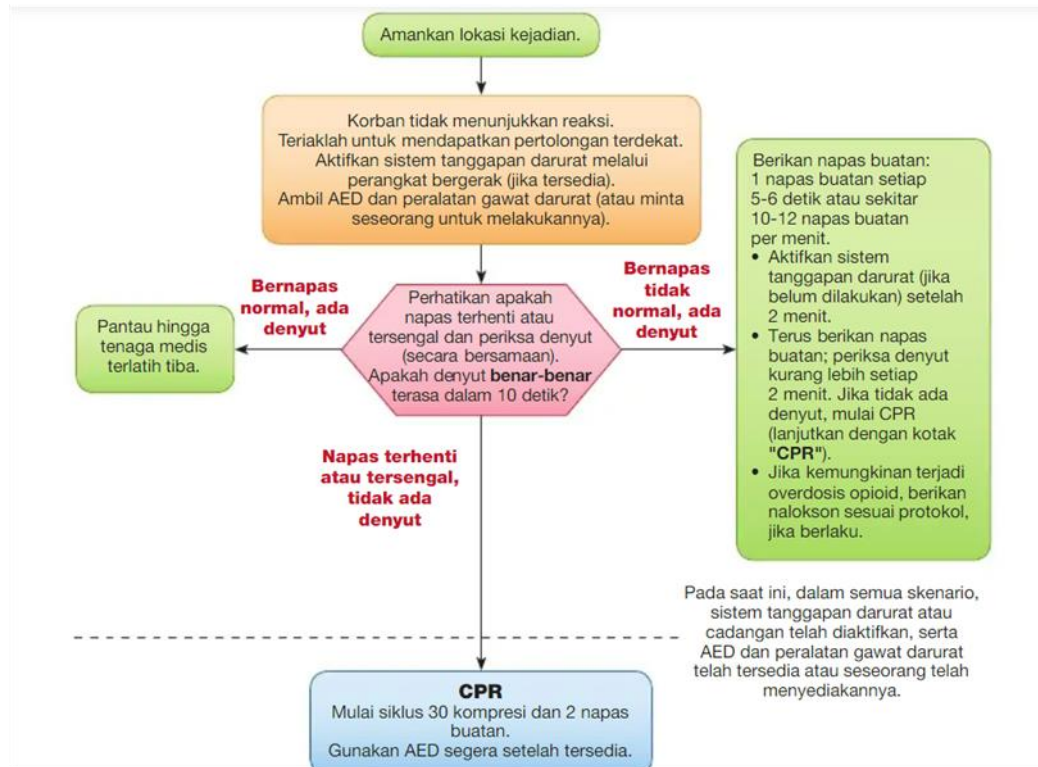 Amankan lokasi kejadian.
Korban tidak menunjukkan reaksi.
Teriaklah untuk mendapatkan pertolongan terdekat.
Aktifkan sistem tanggapan darurat melalui
perangkat bergerak (jika tersedia).
Ambil AED dan peralatan gawat darurat (atau minta
seseorang untuk melakukannya).
Bernapas
normal, ada
denyut
Pantau hingga
tenaga medis
terlatih tiba.
Perhatikan apakah
napas terhenti atau
tersengal dan periksa denyut
(secara bersamaan).
Apakah denyut benar-benar
terasa dalam 10 detik?
Bernapas
tidak
normal, ada
denyut
Berikan napas buatan:
1 napas buatan setiap
5-6 detik atau sekitar
10-12 napas buatan
per menit.
• Aktifkan sistem
tanggapan darurat (jika
belum dilakukan) setelah
2 menit.
• Terus berikan napas
buatan; periksa denyut
kurang lebih setiap
2 menit. Jika tidak ada
denyut, mulai CPR
(lanjutkan dengan kotak
"CPR").
• Jika kemungkinan terjadi
overdosis opioid, berikan
nalokson sesuai protokol,
jika berlaku.
Napas terhenti
atau tersengal,
tidak ada
denyut
Pada saat ini, dalam semua skenario,
sistem tanggapan darurat atau
cadangan telah diaktifkan, serta
AED dan peralatan gawat darurat
telah tersedia atau seseorang telah
menyediakannya.
CPR
Mulai siklus 30 kompresi dan 2 napas
buatan.
Gunakan AED segera setelah tersedia.